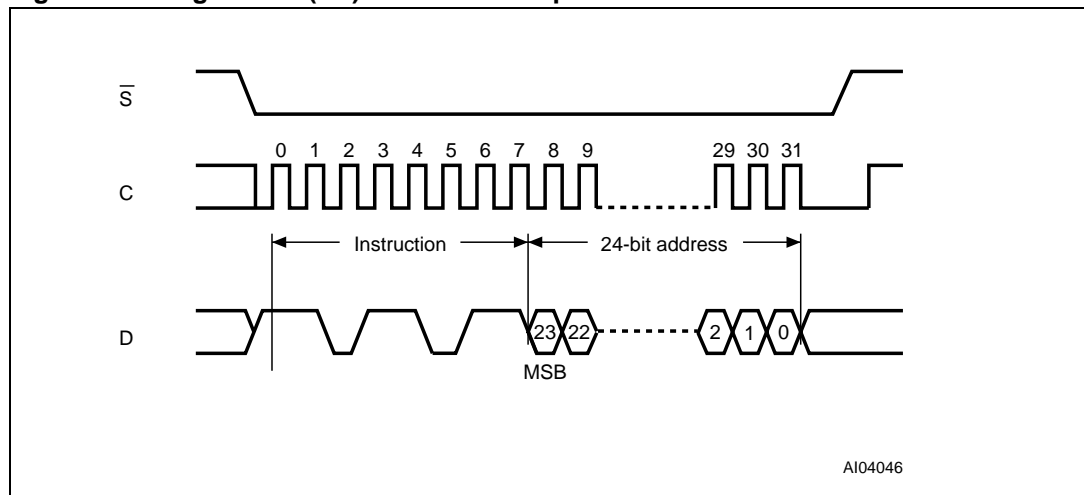 S
0 1 2 3 4 5 6 7 8 9 29 30 31
C
Instruction 24-bit address
D 23 22 2 1 0
MSB
AI04046